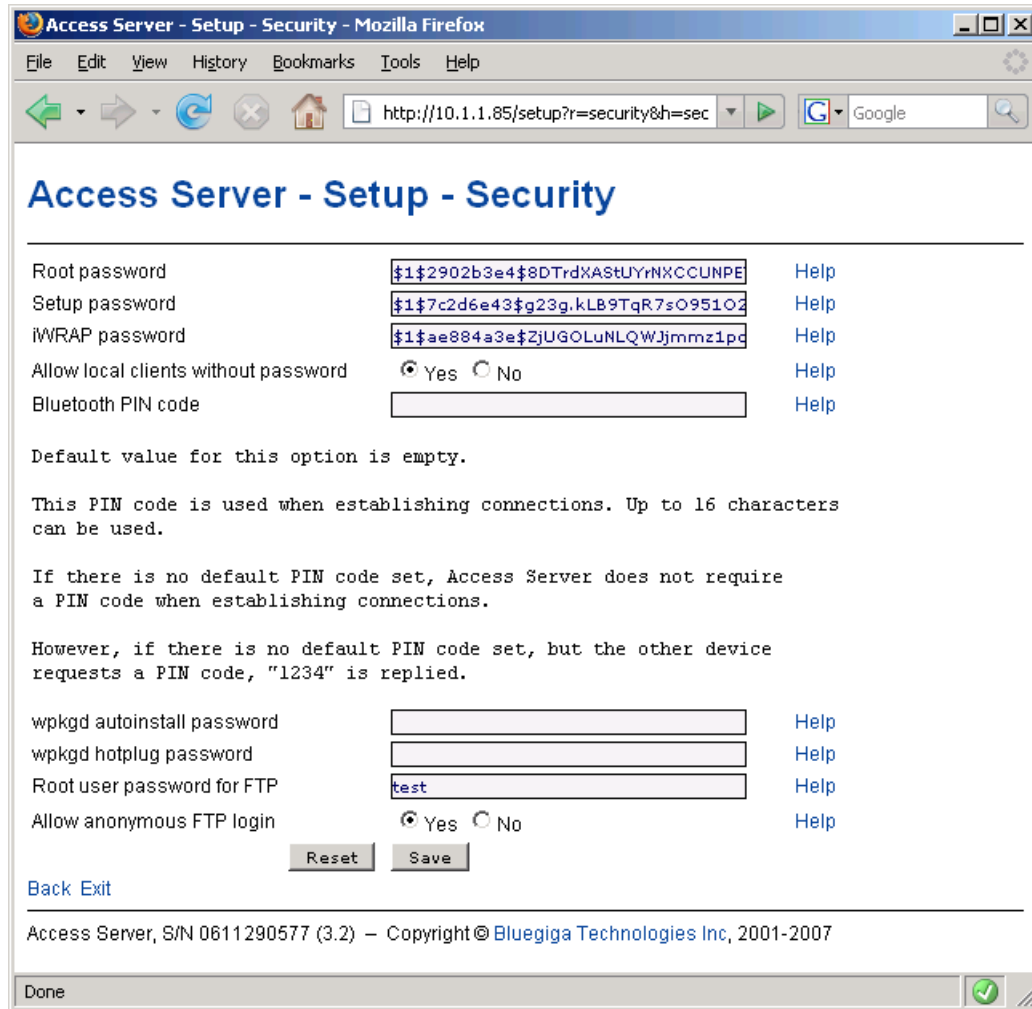 Access Server - Setup - Security - Mozilla Firefox
File Edit View History Bookmarks Tools Help
http://10.1.1.85/setup?r=security&h=sec G Google
Access Server - Setup - Security
Root password $1$2902b3e4$8DTrdXAStUYrNXCCUNPE Help
Setup password $1$7c2d6e43$g23g.kLB9TqR7sO951O2 Help
iWRAP password $1$ae884a3e$ZjUGOLuNLQWJjmmz1pd Help
Allow local clients without password Yes No Help
Bluetooth PIN code Help
Default value for this option is empty.
This PIN code is used when establishing connections. Up to 16 characters
can be used.
If there is no default PIN code set, Access Server does not require
a PIN code when establishing connections.
However, if there is no default PIN code set, but the other device
requests a PIN code, "1234" is replied.
wpkgd autoinstall password Help
wpkgd hotplug password Help
Root user password for FTP test Help
Allow anonymous FTP login Yes No Help
Reset Save
Back Exit
Access Server, S/N 0611290577 (3.2) – Copyright © Bluegiga Technologies Inc, 2001-2007
Done